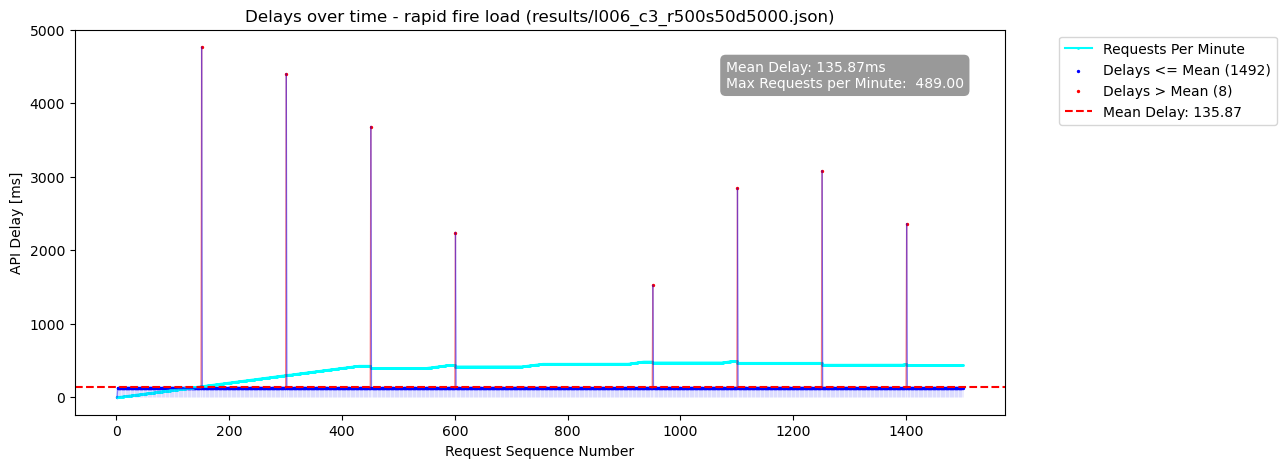 Delays over time - rapid fire load (results/l006_c3_r500s50d5000.json)
Requests Per Minute
Delays <= Mean (1492)
Delays > Mean (8)
Mean Delay: 135.87
Mean Delay: 135.87ms
Max Requests per Minute:  489.00
API Delay [ms]
5000
4000
3000
2000
1000
0
0 200 400 600 800 1000 1200 1400
Request Sequence Number